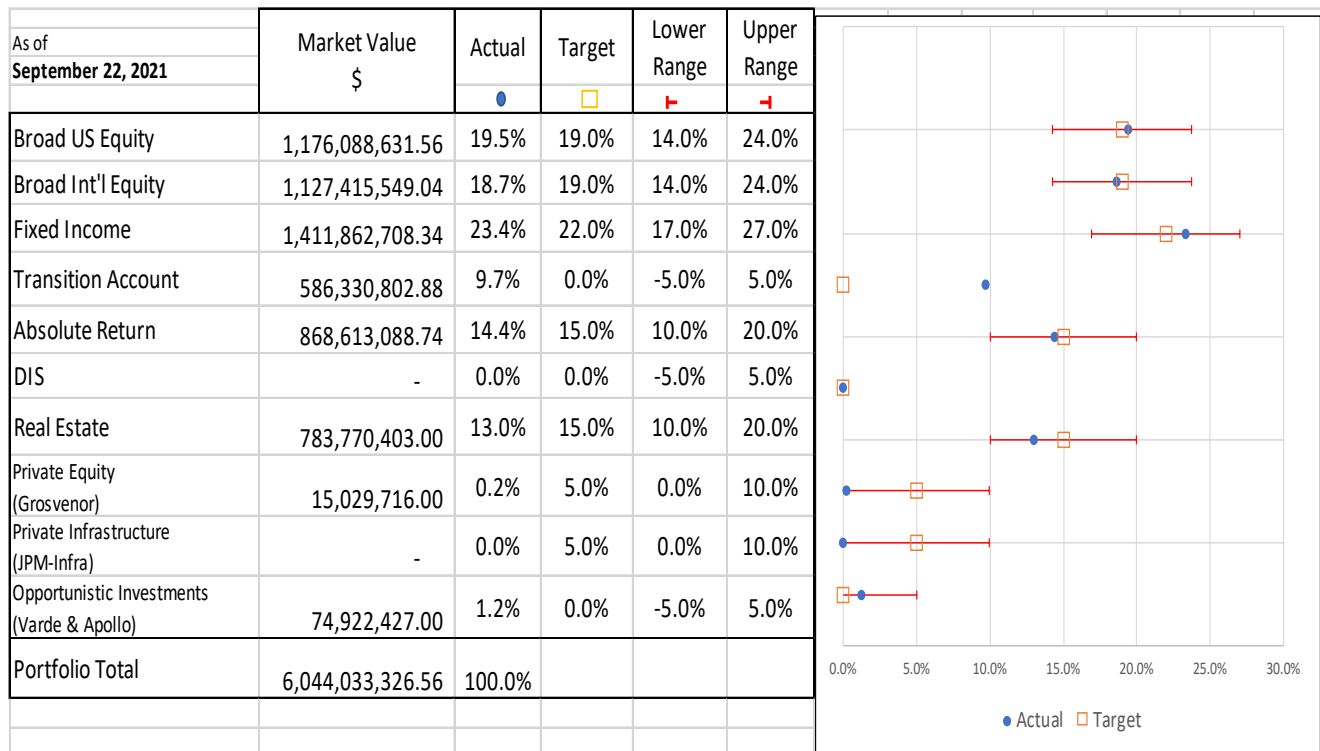 As of
September 22, 2021
Market Value
$
Actual
Target
Lower
Range
Upper
Range
Broad US Equity 1,176,088,631.56 19.5% 19.0% 14.0% 24.0%
Broad Int'l Equity 1,127,415,549.04 18.7% 19.0% 14.0% 24.0%
Fixed Income 1,411,862,708.34 23.4% 22.0% 17.0% 27.0%
Transition Account 586,330,802.88 9.7% 0.0% -5.0% 5.0%
Absolute Return 868,613,088.74 14.4% 15.0% 10.0% 20.0%
DIS - 0.0% 0.0% -5.0% 5.0%
Real Estate 783,770,403.00 13.0% 15.0% 10.0% 20.0%
Private Equity
(Grosvenor) 15,029,716.00 0.2% 5.0% 0.0% 10.0%
Private Infrastructure
(JPM-Infra) - 0.0% 5.0% 0.0% 10.0%
Opportunistic Investments
(Varde & Apollo) 74,922,427.00 1.2% 0.0% -5.0% 5.0%
Portfolio Total 6,044,033,326.56 100.0%
0.0% 5.0% 10.0% 15.0% 20.0% 25.0% 30.0%
Actual Target